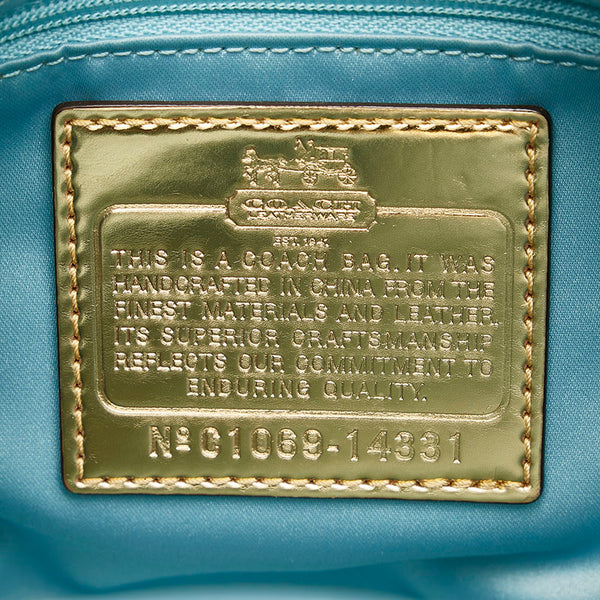 COACH
LEATHERWARE
EST. 1941
THIS IS A COACH BAG. IT WAS
HANDCRAFTED IN CHINA FROM THE
FINEST MATERIALS AND LEATHER.
ITS SUPERIOR CRAFTSMANSHIP
REFLECTS OUR COMMITMENT TO
ENDURING QUALITY.
Nº C1069-14331